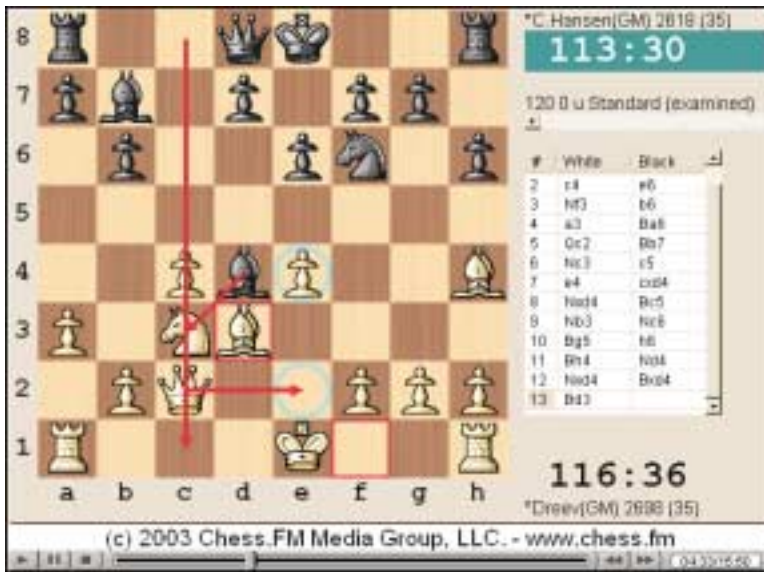 *C.Hansen(GM) 2618 (35)
8
113:30
7
120 0 u Standard (examined)
# White Black
6
2 c4 e6
3 Nf3 b6
5
4 a3 Ba6
5 Qc2 Bb7
6 Nc3 c5
4
7 e4 cxd4
8 Nxd4 Bc5
9 Nb3 Nc6
3
10 Bg5 h6
11 Bh4 Nd4
12 Nxd4 Bxd4
2
13 Bd3
1
116:36
a b c d e f g h
*Dreev(GM) 2698 (35)
(c) 2003 Chess.FM Media Group, LLC. - www.chess.fm